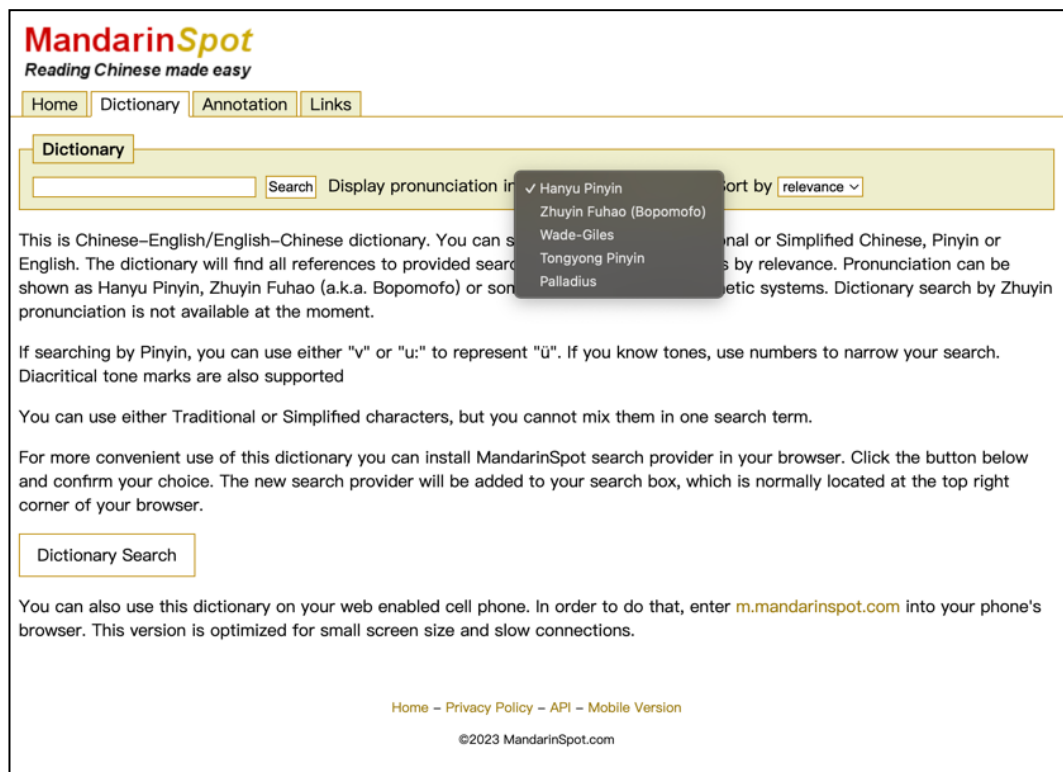 MandarinSpot
Reading Chinese made easy
Home Dictionary Annotation Links
Dictionary
Search Display pronunciation in ✓ Hanyu Pinyin Sort by relevance
Zhuyin Fuhao (Bopomofo)
Wade-Giles
Tongyong Pinyin
Palladius
This is Chinese-English/English-Chinese dictionary. You can or Simplified Chinese, Pinyin or
English. The dictionary will find all references to provided by relevance. Pronunciation can be
shown as Hanyu Pinyin, Zhuyin Fuhao (a.k.a. Bopomofo) or systems. Dictionary search by Zhuyin
pronunciation is not available at the moment.
If searching by Pinyin, you can use either "v" or "u:" to represent "ü". If you know tones, use numbers to narrow your search.
Diacritical tone marks are also supported
You can use either Traditional or Simplified characters, but you cannot mix them in one search term.
For more convenient use of this dictionary you can install MandarinSpot search provider in your browser. Click the button below
and confirm your choice. The new search provider will be added to your search box, which is normally located at the top right
corner of your browser.
Dictionary Search
You can also use this dictionary on your web enabled cell phone. In order to do that, enter m.mandarinspot.com into your phone's
browser. This version is optimized for small screen size and slow connections.
Home – Privacy Policy – API – Mobile Version
©2023 MandarinSpot.com